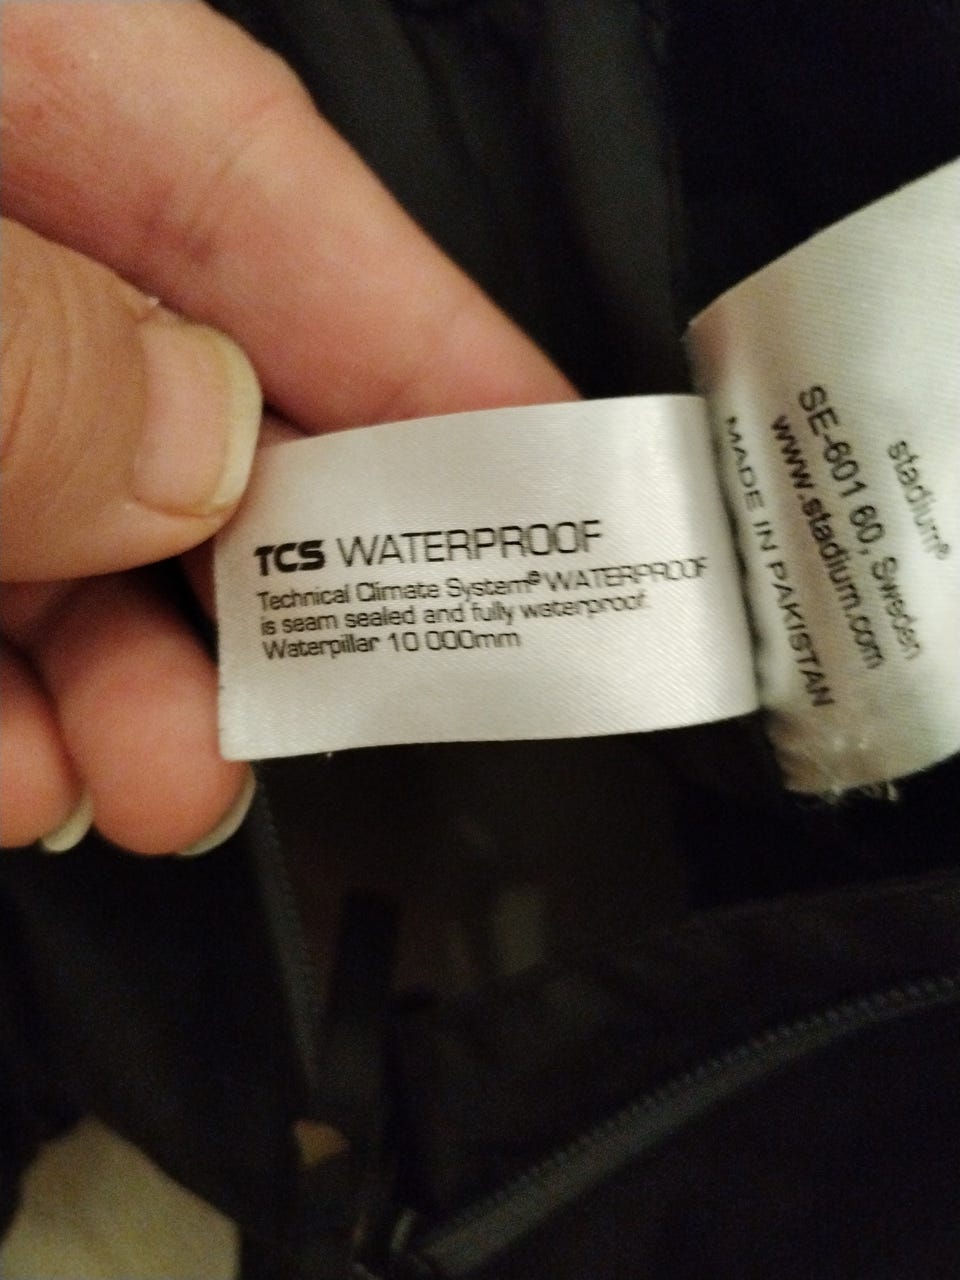 TCS WATERPROOF
Technical Climate System® WATERPROOF
is seam sealed and fully waterproof.
Waterpillar 10 000mm
stadium®
SE-601 60, Sweden
www.stadium.com
MADE IN PAKISTAN